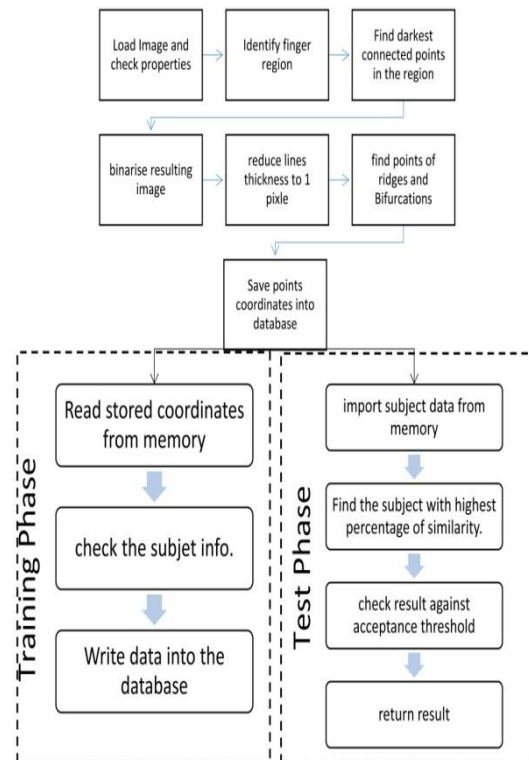 Load Image and
check properties
Identify finger
region
Find darkest
connected points
in the region
binarise resulting
image
reduce lines
thickness to 1
pixle
find points of
ridges and
Bifurcations
Save points
coordinates into
database
Training Phase
Read stored coordinates
from memory
check the subjet info.
Write data into the
database
Test Phase
import subject data from
memory
Find the subject with highest
percentage of similarity.
check result against
acceptance threshold
return result